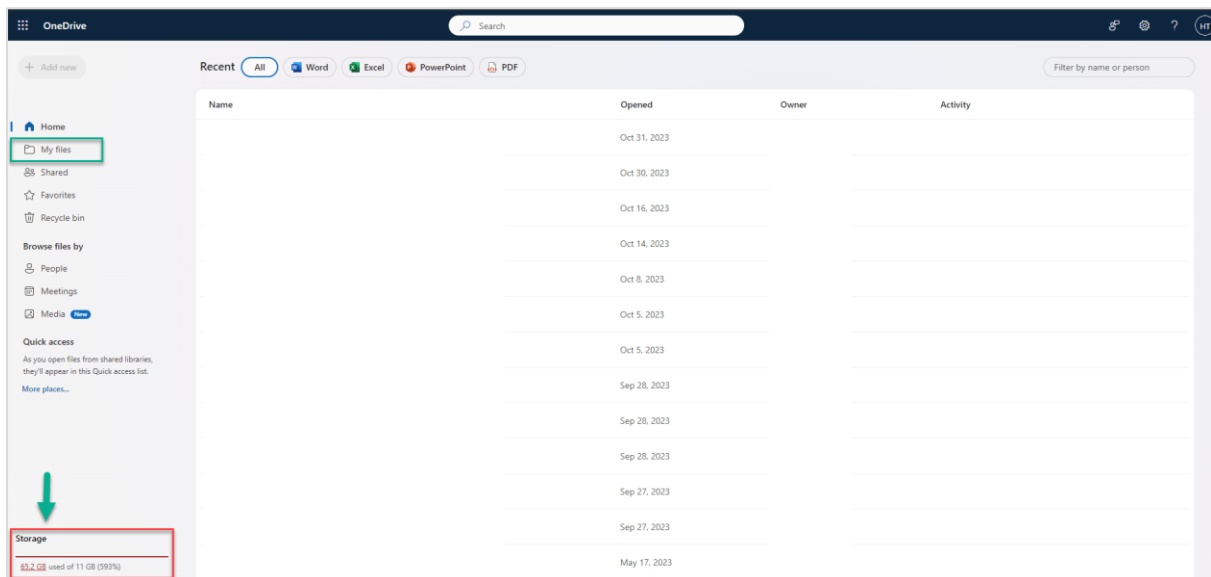 OneDrive
Search
?
HT
+ Add new
Recent
All
Word
Excel
PowerPoint
PDF
Filter by name or person
Name
Opened
Owner
Activity
Home
My files
Shared
Favorites
Recycle bin
Browse files by
People
Meetings
Media New
Quick access
As you open files from shared libraries,
they'll appear in this Quick access list.
More places...
Storage
65.2 GB used of 11 GB (593%)
Oct 31, 2023
Oct 30, 2023
Oct 16, 2023
Oct 14, 2023
Oct 8, 2023
Oct 5, 2023
Oct 5, 2023
Sep 28, 2023
Sep 28, 2023
Sep 28, 2023
Sep 27, 2023
Sep 27, 2023
May 17, 2023